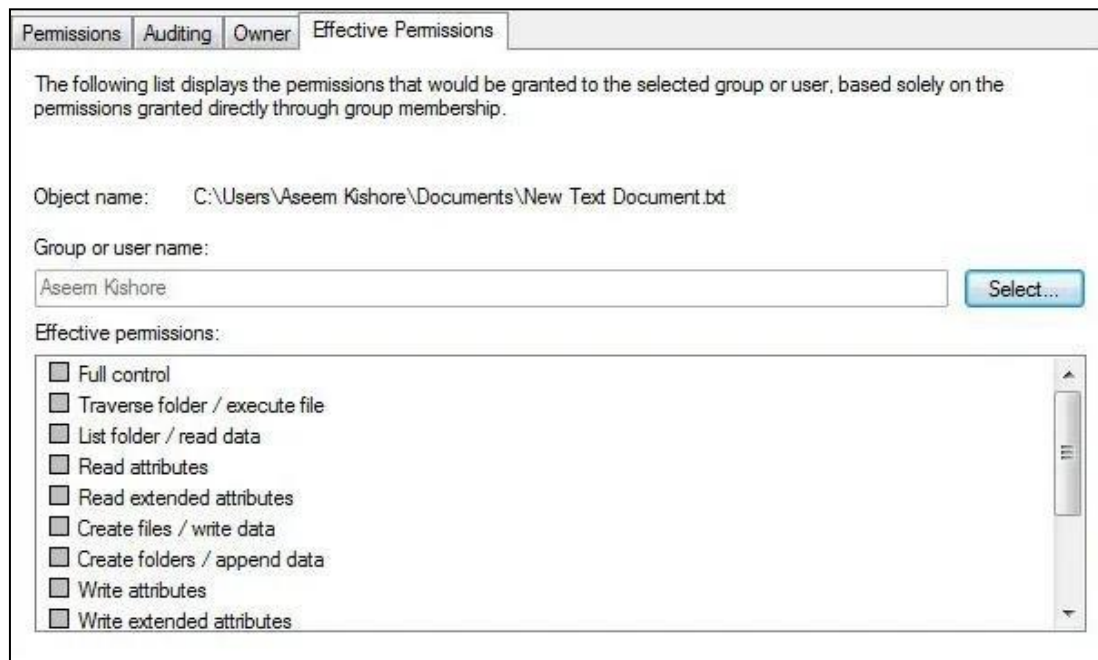 Permissions Auditing Owner Effective Permissions
The following list displays the permissions that would be granted to the selected group or user, based solely on the
permissions granted directly through group membership.
Object name: C:\Users\Aseem Kishore\Documents\New Text Document.txt
Group or user name:
Aseem Kishore Select...
Effective permissions:
Full control
Traverse folder / execute file
List folder / read data
Read attributes
Read extended attributes
Create files / write data
Create folders / append data
Write attributes
Write extended attributes